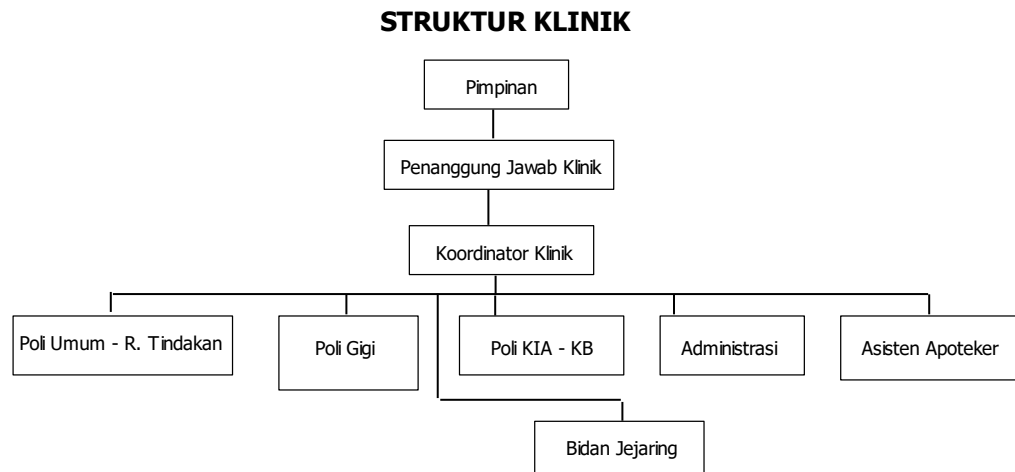 STRUKTUR KLINIK
Pimpinan
Penanggung Jawab Klinik
Koordinator Klinik
Poli Umum - R. Tindakan
Poli Gigi
Poli KIA - KB
Administrasi
Asisten Apoteker
Bidan Jejaring